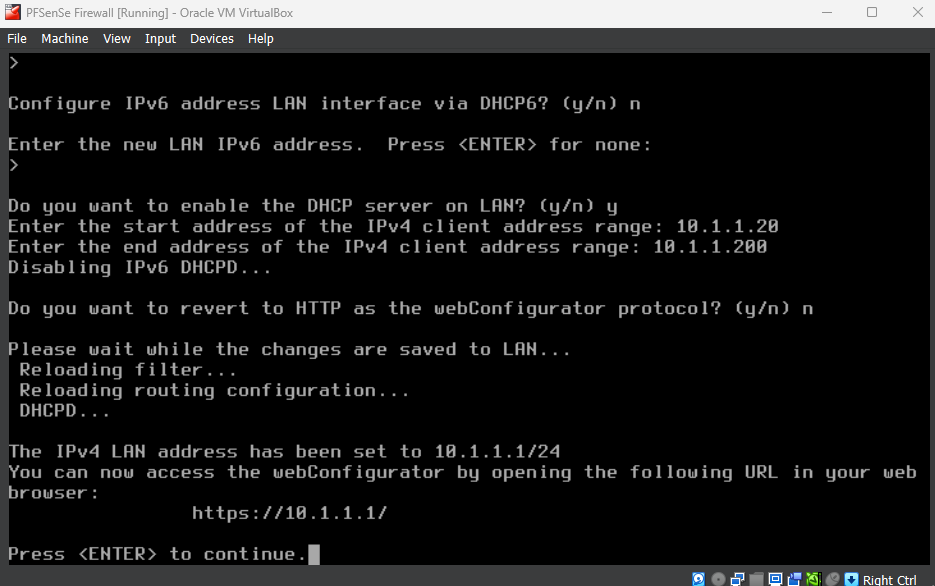 PFSenSe Firewall [Running] - Oracle VM VirtualBox
File Machine View Input Devices Help
>
Configure IPv6 address LAN interface via DHCP6? (y/n) n
Enter the new LAN IPv6 address.  Press <ENTER> for none:
>
Do you want to enable the DHCP server on LAN? (y/n) y
Enter the start address of the IPv4 client address range: 10.1.1.20
Enter the end address of the IPv4 client address range: 10.1.1.200
Disabling IPv6 DHCPD...
Do you want to revert to HTTP as the webConfigurator protocol? (y/n) n
Please wait while the changes are saved to LAN...
Reloading filter...
Reloading routing configuration...
DHCPD...
The IPv4 LAN address has been set to 10.1.1.1/24
You can now access the webConfigurator by opening the following URL in your web
browser:
https://10.1.1.1/
Press <ENTER> to continue.
Right Ctrl